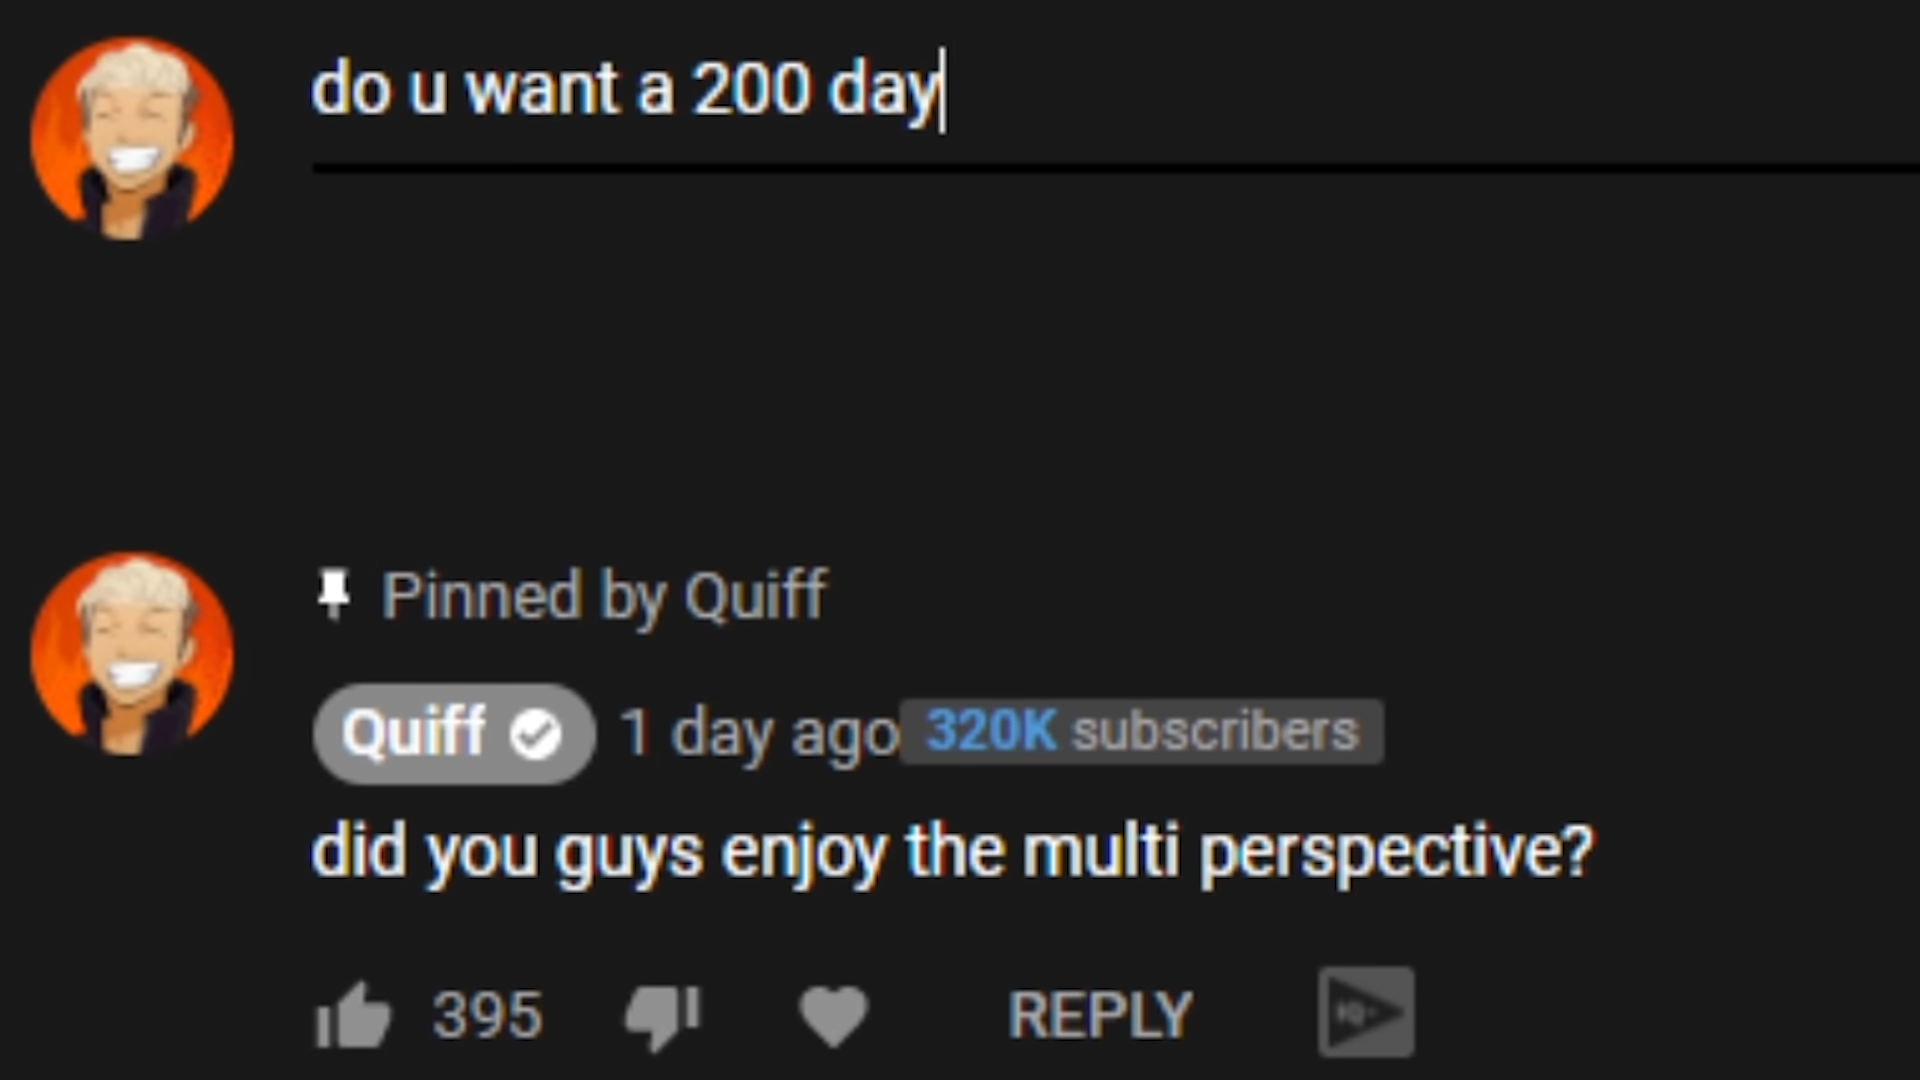 do u want a 200 day
Pinned by Quiff
Quiff 1 day ago 320K subscribers
did you guys enjoy the multi perspective?
395 REPLY